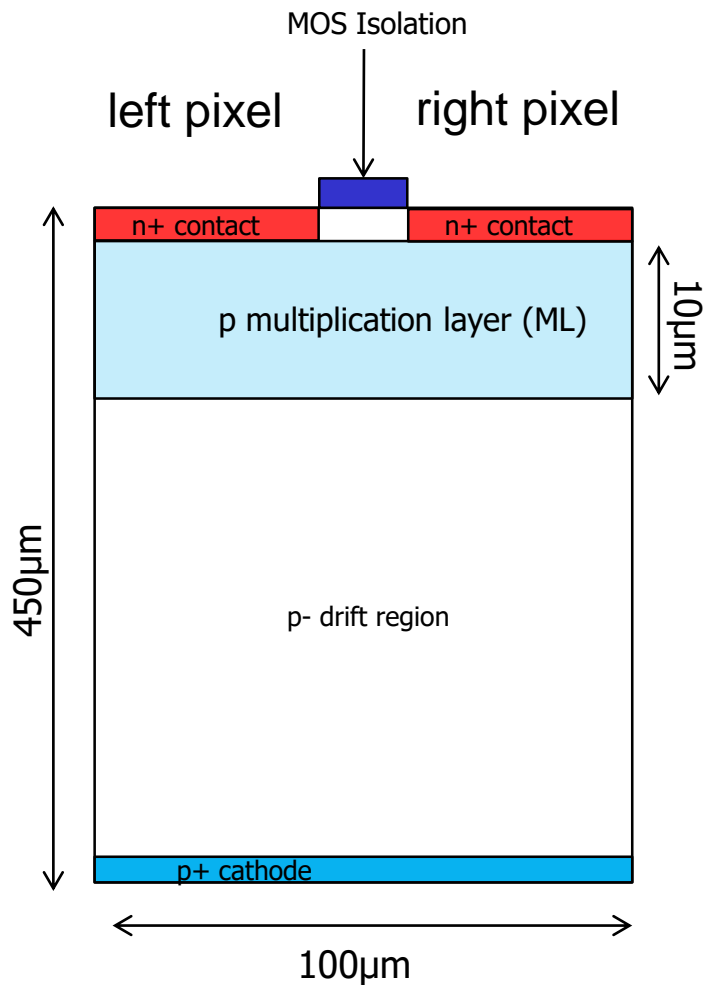 MOS Isolation
left pixel
right pixel
n+ contact
n+ contact
p multiplication layer (ML)
10µm
450µm
p- drift region
p+ cathode
100µm